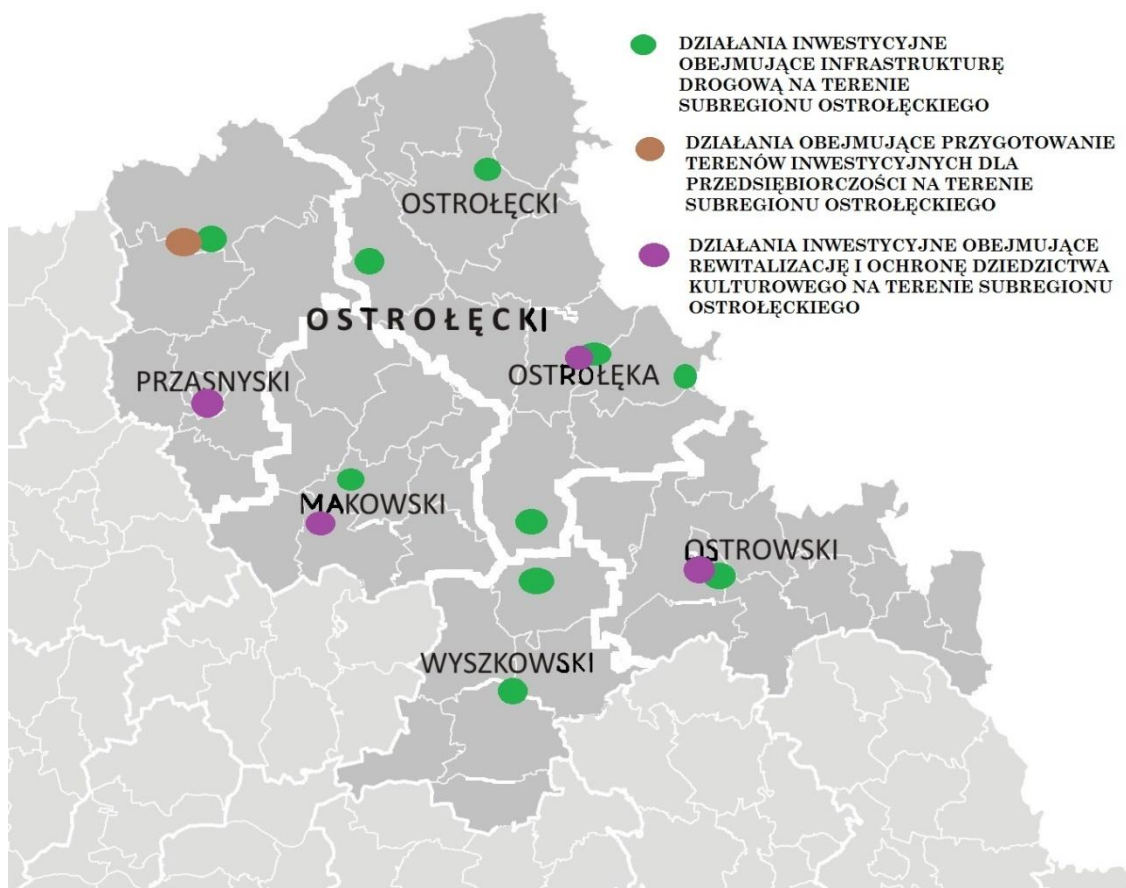 DZIAŁANIA INWESTYCYJNE
OBEJMUJĄCE INFRASTRUKTURĘ
DROGOWĄ NA TERENIE
SUBREGIONU OSTROŁĘCKIEGO
DZIAŁANIA OBEJMUJĄCE PRZYGOTOWANIE
TERENÓW INWESTYCYJNYCH DLA
PRZEDSIĘBIORCZOŚCI NA TERENIE
SUBREGIONU OSTROŁĘCKIEGO
DZIAŁANIA INWESTYCYJNE OBEJMUJĄCE
REWITALIZACJĘ I OCHRONĘ DZIEDZICTWA
KULTUROWEGO NA TERENIE SUBREGIONU
OSTROŁĘCKIEGO
OSTROŁĘCKI
OSTROŁĘCKI
OSTROŁĘKA
PRZASNYSKI
MAKOWSKI
OSTROWSKI
WYSZKOWSKI